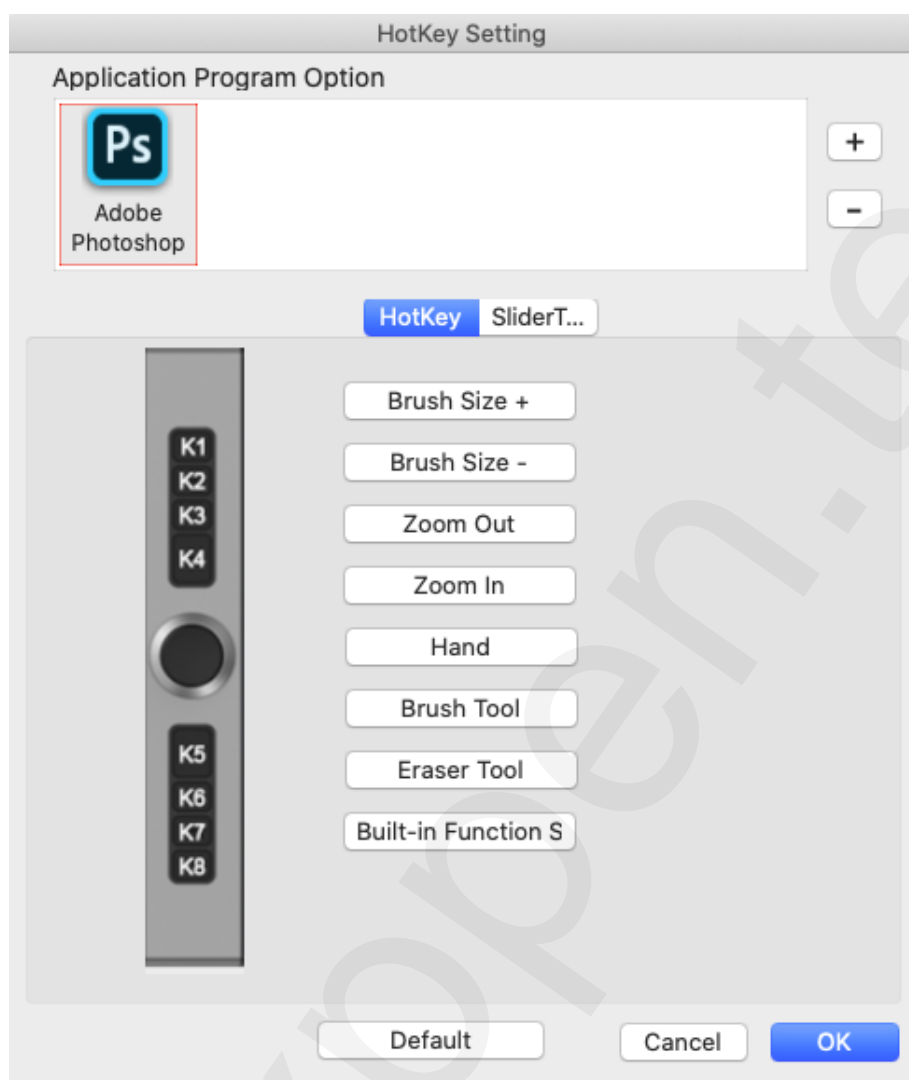 HotKey Setting
Application Program Option
Ps
Adobe
Photoshop
+
-
HotKey SliderT...
K1
K2
K3
K4
K5
K6
K7
K8
Brush Size +
Brush Size -
Zoom Out
Zoom In
Hand
Brush Tool
Eraser Tool
Built-in Function S
Default
Cancel
OK